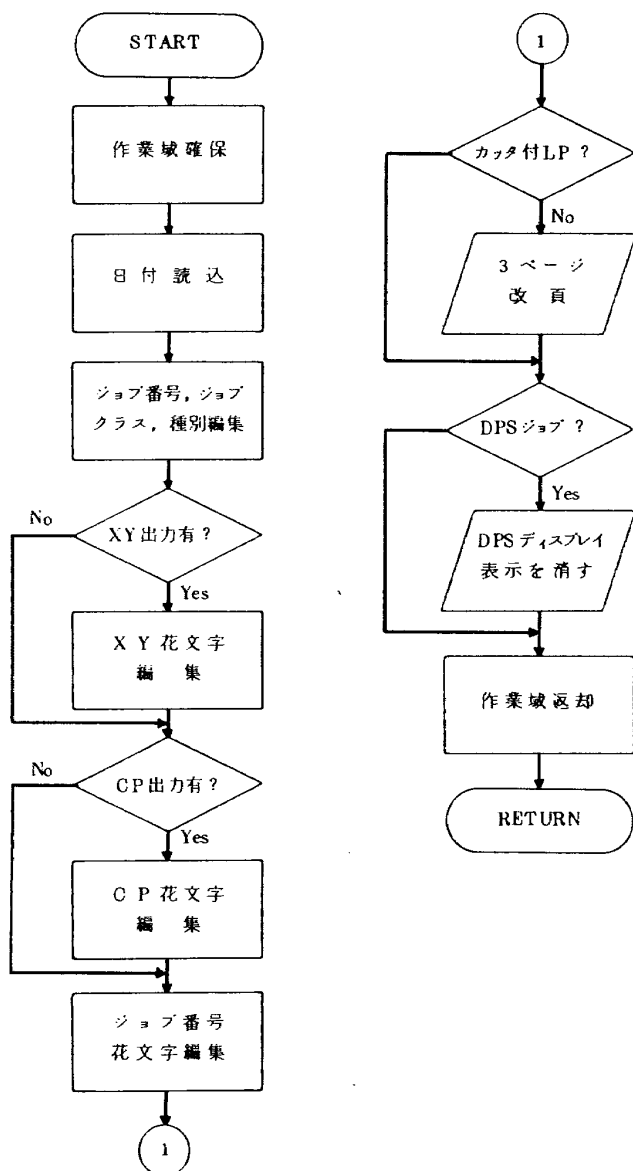 START
作業域確保
日付読込
ジョブ番号,ジョブ
クラス,種別編集
XY出力有?
No
Yes
XY花文字
編集
CP出力有?
No
Yes
CP花文字
編集
ジョブ番号
花文字編集
1
1
カッタ付LP?
No
3ページ
改頁
DPSジョブ?
Yes
DPSディスプレイ
表示を消す
作業域返却
RETURN